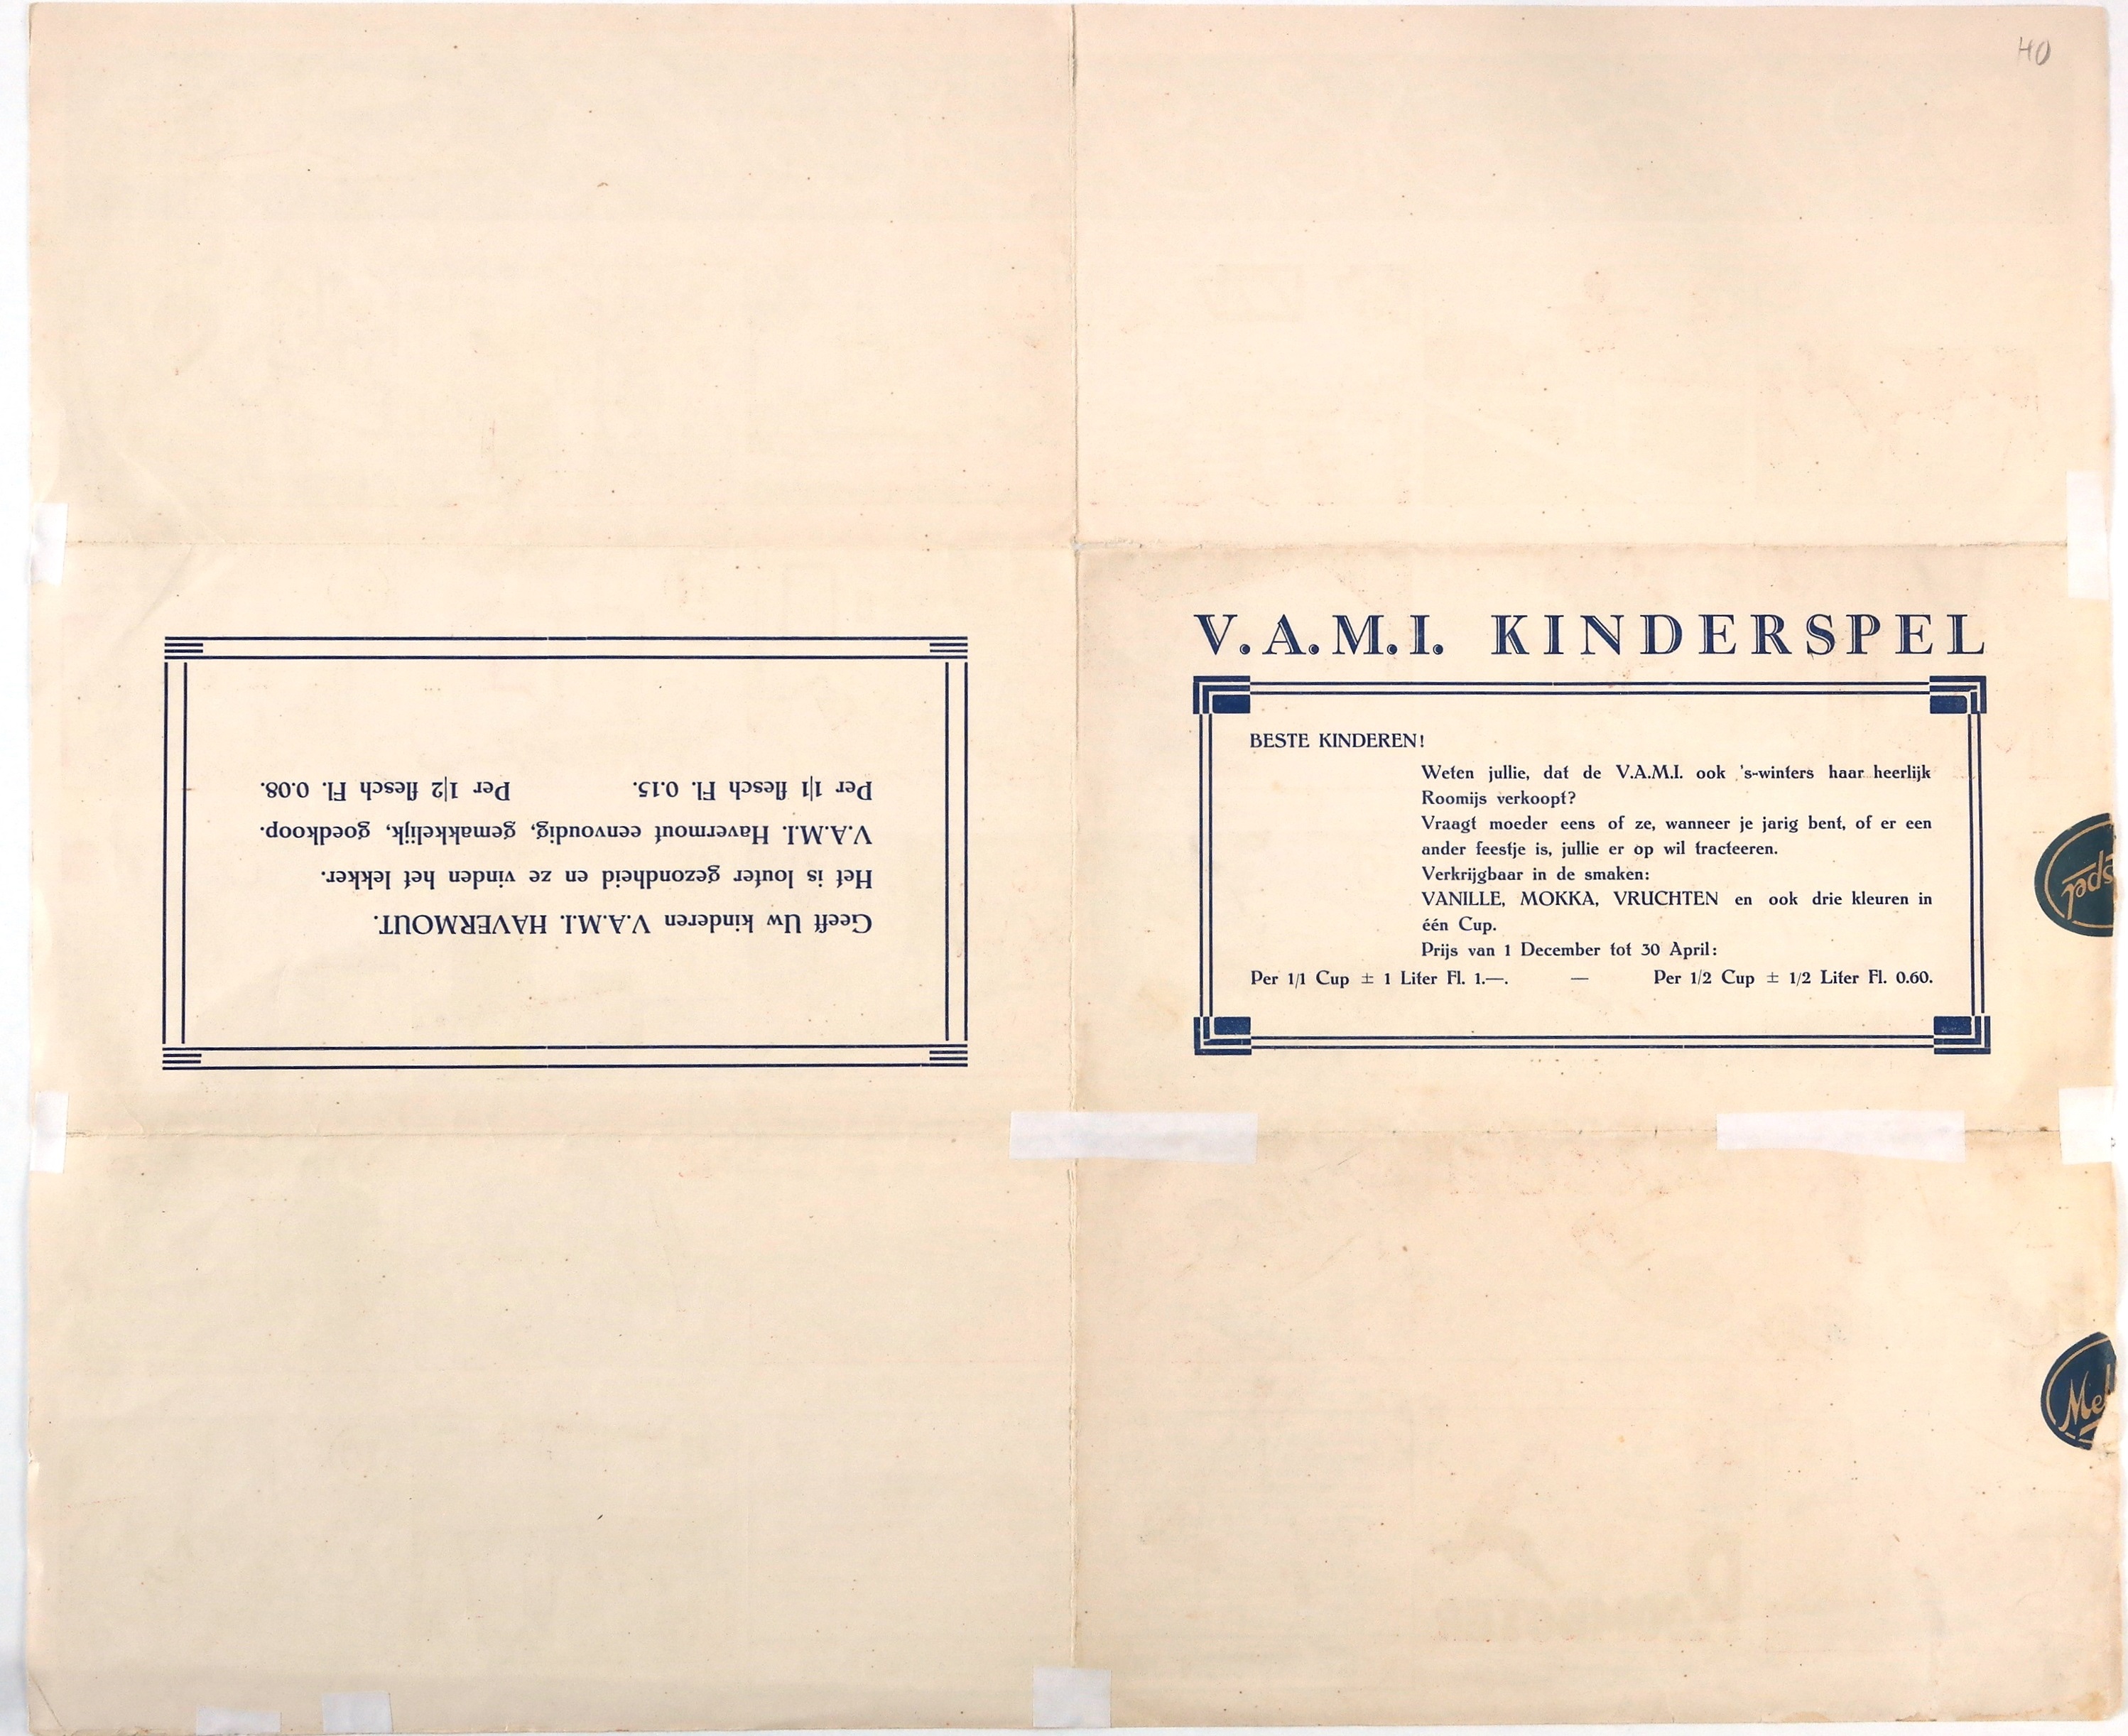 40
V.A.M.I. KINDERSPEL
BESTE KINDEREN!
Weten jullie, dat de V.A.M.I. ook 's-winters haar heerlijk
Roomijs verkoopt?
Vraagt moeder eens of ze, wanneer je jarig bent, of er een
ander feestje is, jullie er op wil tracteeren.
Verkrijgbaar in de smaken:
VANILLE, MOKKA, VRUCHTEN en ook drie kleuren in
één Cup.
Prijs van 1 December tot 30 April:
Per 1/1 Cup ± 1 Liter Fl. 1.—. — Per 1/2 Cup ± 1/2 Liter Fl. 0.60.
Geeft Uw kinderen V.A.M.I. HAVERMOUT.
Het is louter gezondheid en ze vinden het lekker.
V.A.M.I. Havermout eenvoudig, gemakkelijk, goedkoop.
Per 1|1 flesch Fl. 0.15. Per 1|2 flesch Fl. 0.08.
spel
Mel